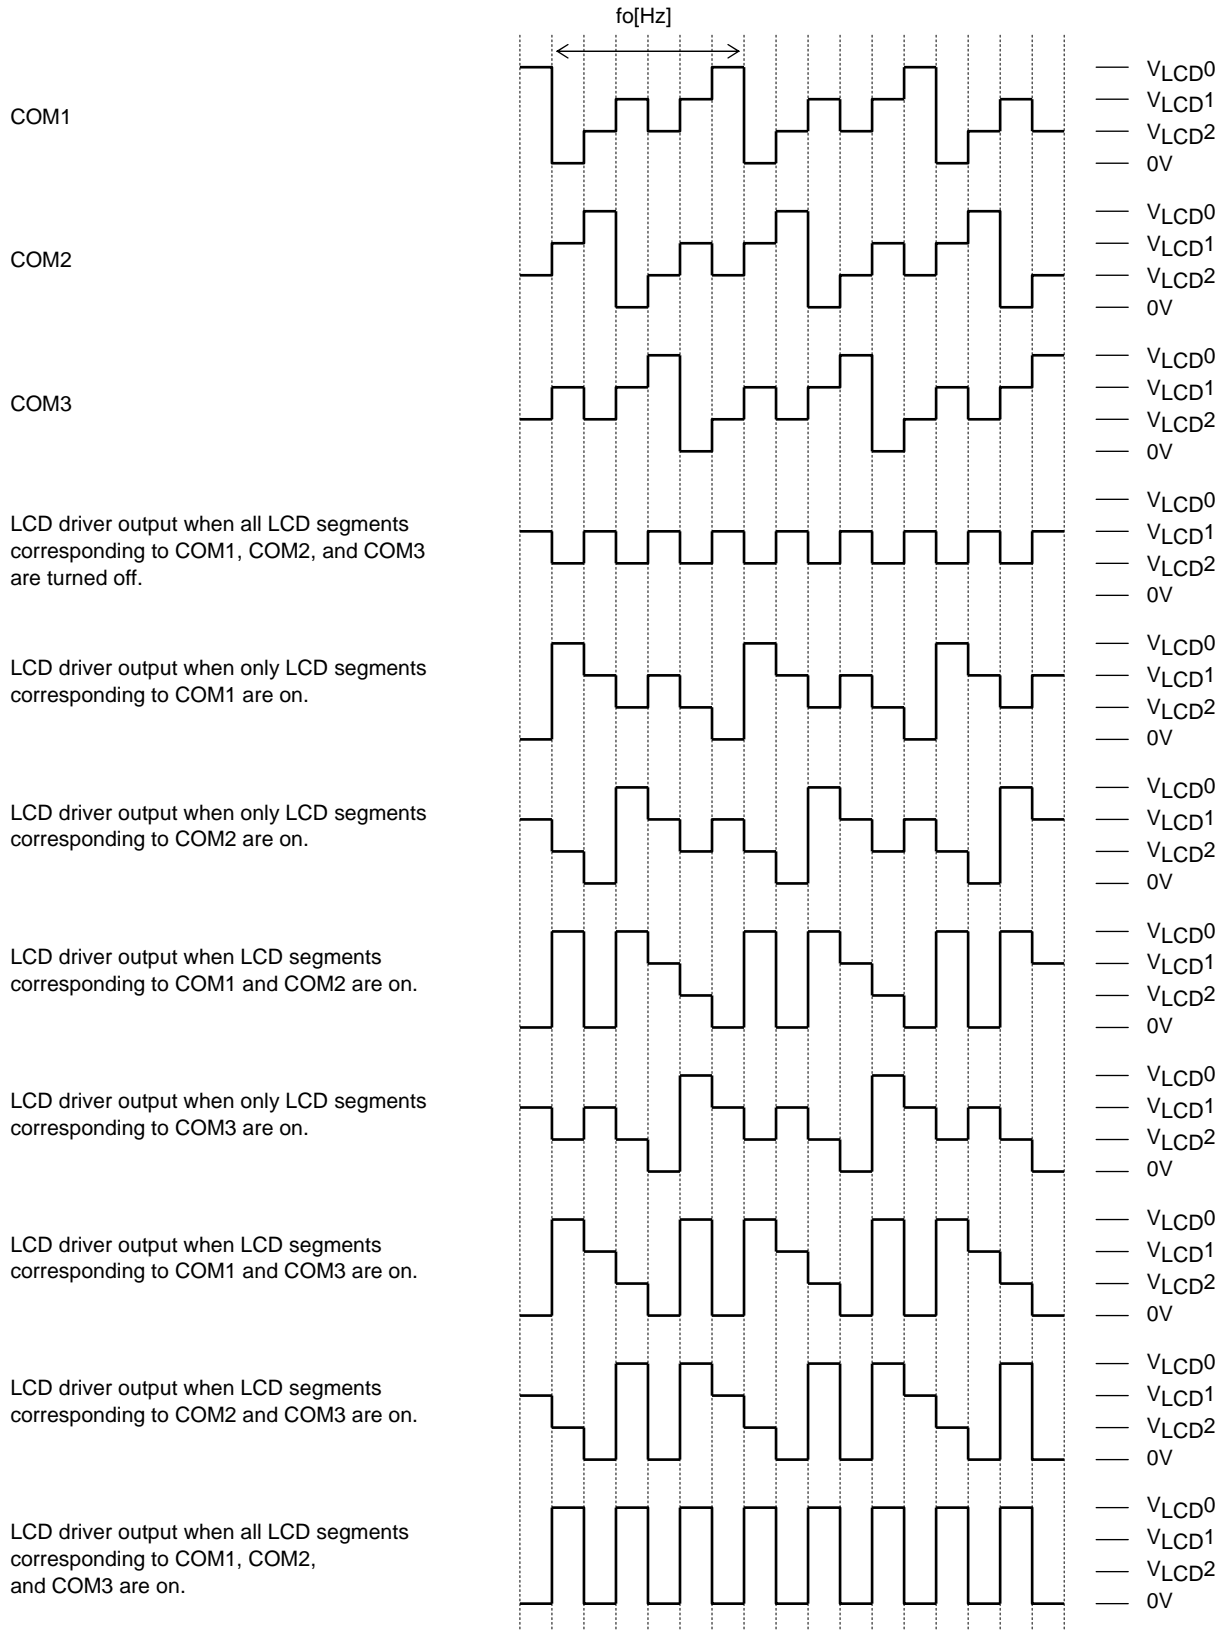 fo[Hz]
COM1
VLCD0
VLCD1
VLCD2
0V
COM2
VLCD0
VLCD1
VLCD2
0V
COM3
VLCD0
VLCD1
VLCD2
0V
LCD driver output when all LCD segments
corresponding to COM1, COM2, and COM3
are turned off.
VLCD0
VLCD1
VLCD2
0V
LCD driver output when only LCD segments
corresponding to COM1 are on.
VLCD0
VLCD1
VLCD2
0V
LCD driver output when only LCD segments
corresponding to COM2 are on.
VLCD0
VLCD1
VLCD2
0V
LCD driver output when LCD segments
corresponding to COM1 and COM2 are on.
VLCD0
VLCD1
VLCD2
0V
LCD driver output when only LCD segments
corresponding to COM3 are on.
VLCD0
VLCD1
VLCD2
0V
LCD driver output when LCD segments
corresponding to COM1 and COM3 are on.
VLCD0
VLCD1
VLCD2
0V
LCD driver output when LCD segments
corresponding to COM2 and COM3 are on.
VLCD0
VLCD1
VLCD2
0V
LCD driver output when all LCD segments
corresponding to COM1, COM2,
and COM3 are on.
VLCD0
VLCD1
VLCD2
0V